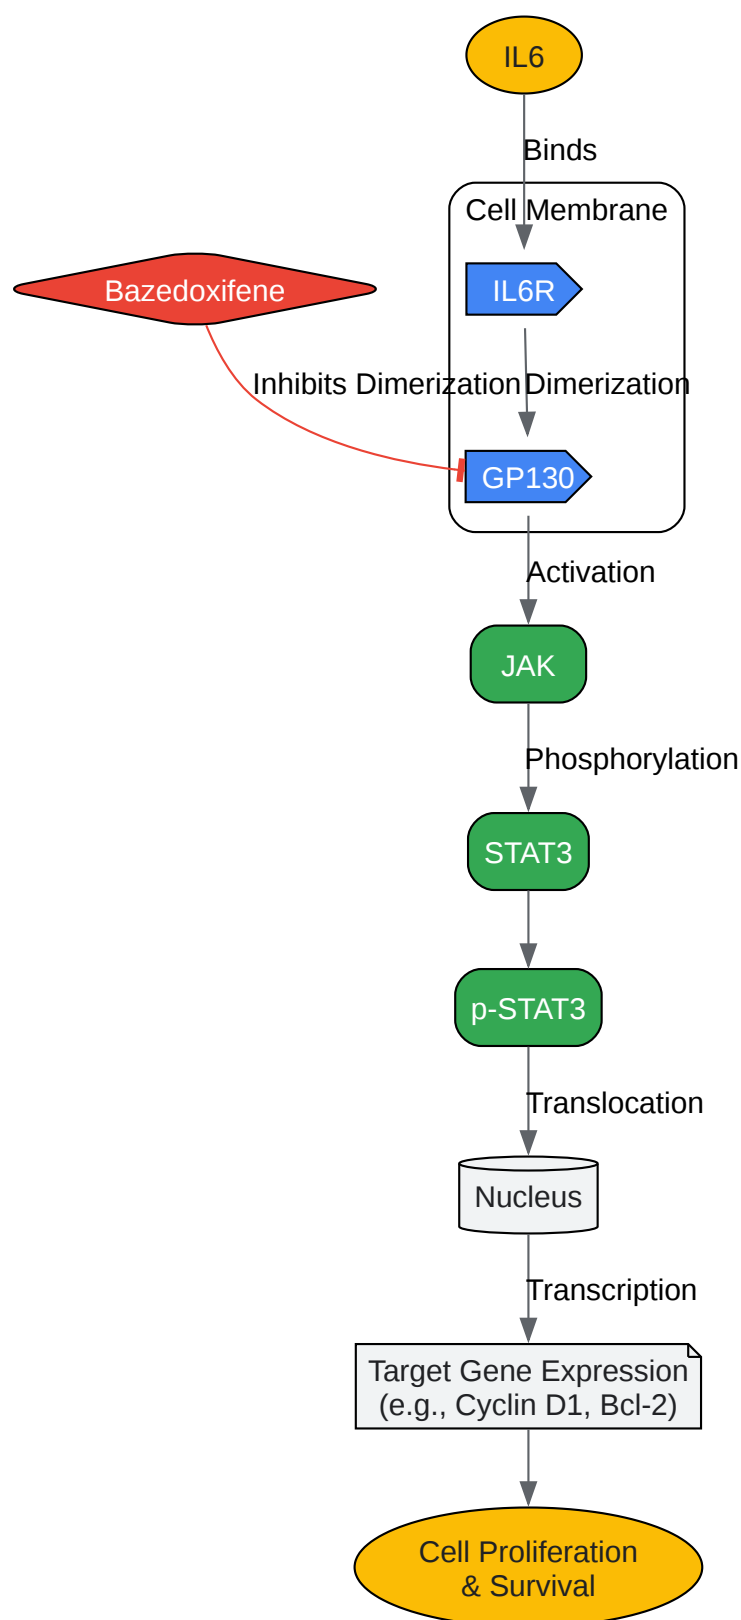 IL6
Binds
Cell Membrane
Bazedoxifene
IL6R
Inhibits Dimerization
Dimerization
GP130
Activation
JAK
Phosphorylation
STAT3
p-STAT3
Translocation
Nucleus
Transcription
Target Gene Expression
(e.g., Cyclin D1, Bcl-2)
Cell Proliferation
& Survival